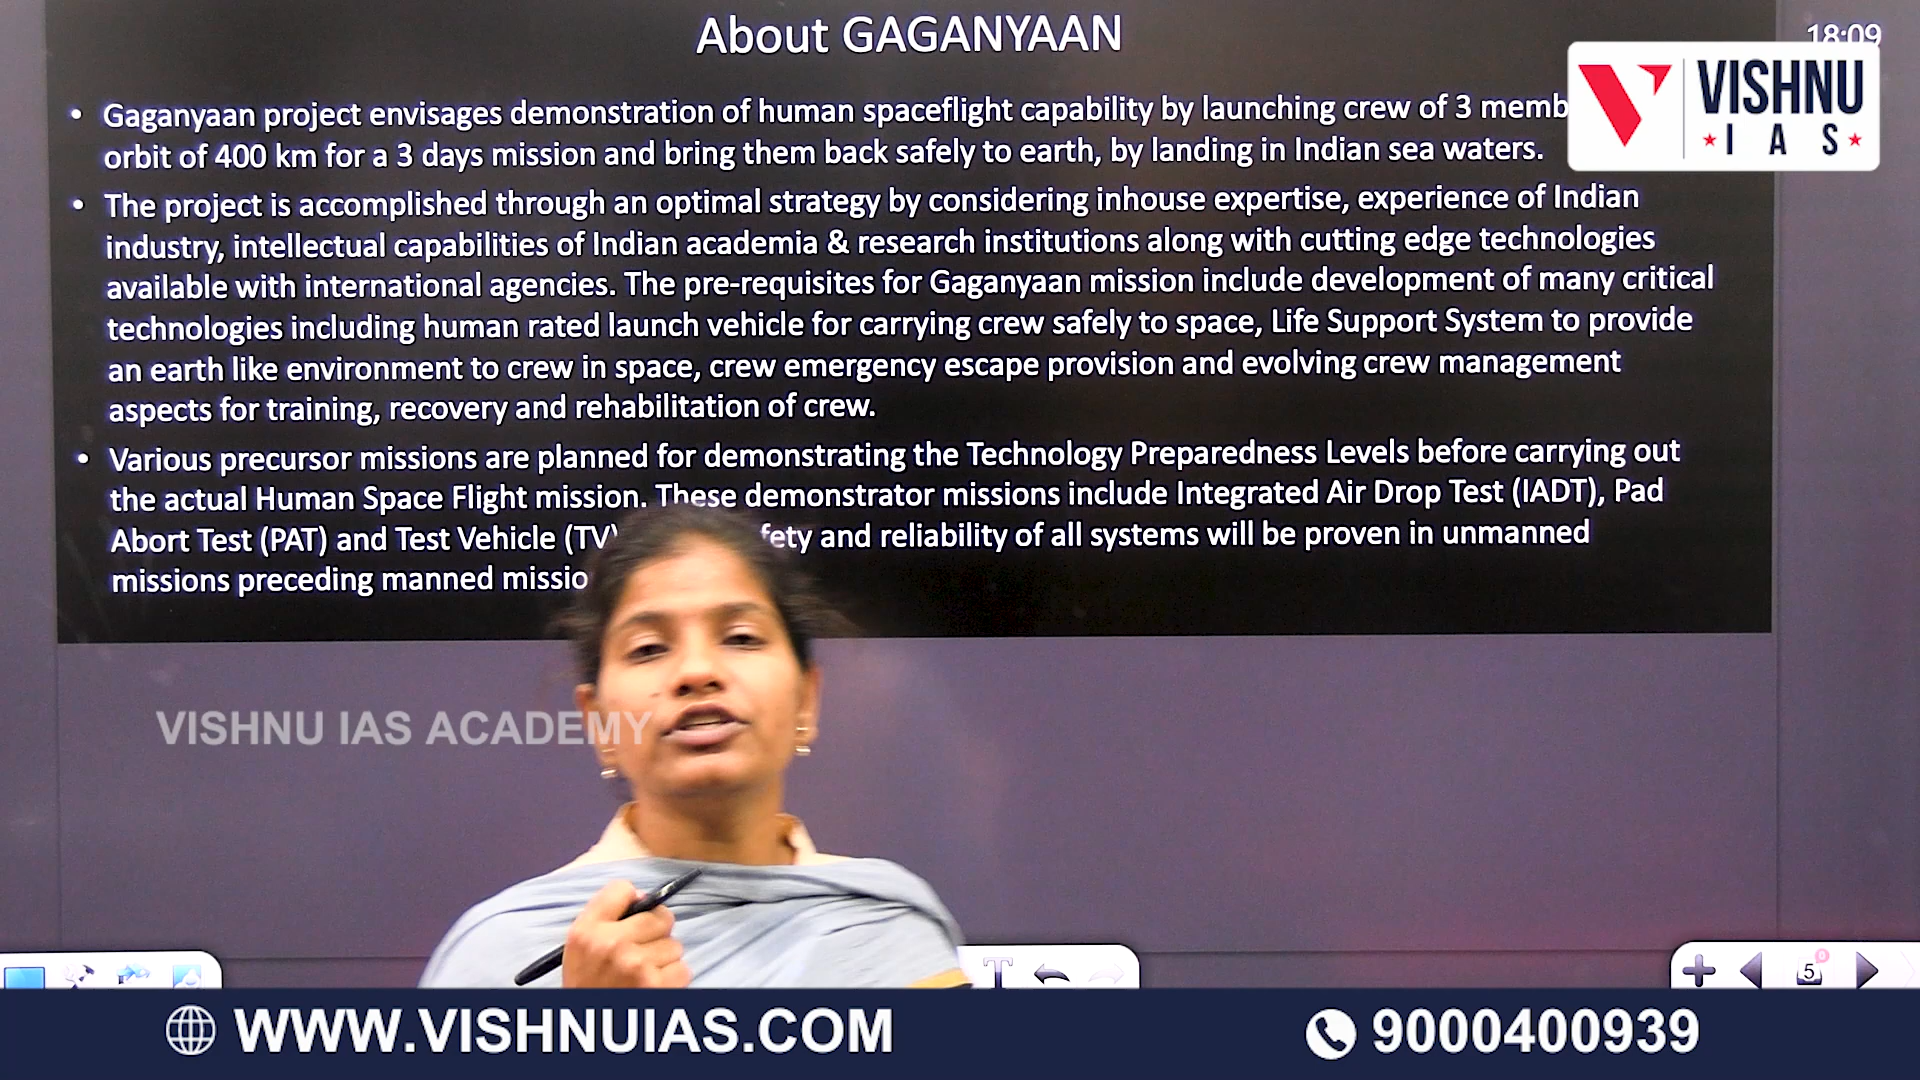 About GAGANYAAN
18:09
VISHNU
IAS
• Gaganyaan project envisages demonstration of human spaceflight capability by launching crew of 3
orbit of 400 km for a 3 days mission and bring them back safely to earth, by landing in Indian sea waters.
• The project is accomplished through an optimal strategy by considering inhouse expertise, experience of Indian
industry, intellectual capabilities of Indian academia & research institutions along with cutting edge technologies
available with international agencies. The pre-requisites for Gaganyaan mission include development of many critical
technologies including human rated launch vehicle for carrying crew safely to space, Life Support System to provide
an earth like environment to crew in space, crew emergency escape provision and evolving crew management
aspects for training, recovery and rehabilitation of crew.
• Various precursor missions are planned for demonstrating the Technology Preparedness Levels before carrying out
the actual Human Space Flight mission. These demonstrator missions include Integrated Air Drop Test (IADT), Pad
Abort Test (PAT) and Test Vehicle (TV) and reliability of all systems will be proven in unmanned
missions preceding manned
VISHNU IAS ACADEMY
T
5
0
WWW.VISHNUIAS.COM
9000400939